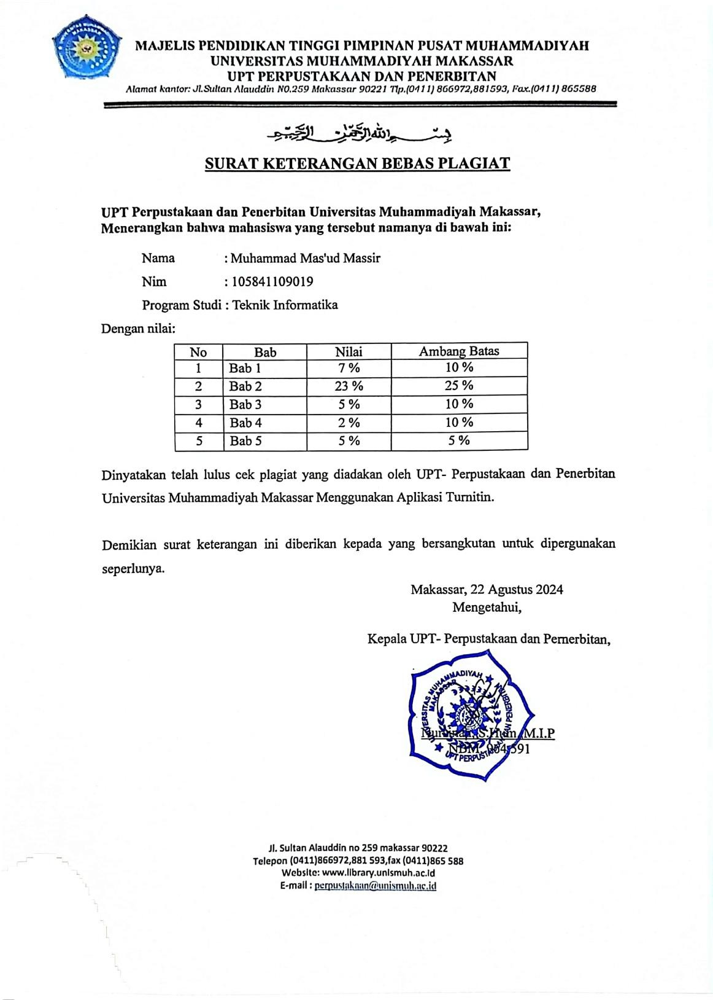 MAJELIS PENDIDIKAN TINGGI PIMPINAN PUSAT MUHAMMADIYAH
UNIVERSITAS MUHAMMADIYAH MAKASSAR
UPT PERPUSTAKAAN DAN PENERBITAN
Alamat kantor: Jl.Sultan Alauddin NO.259 Makassar 90221 Tlp.(0411) 866972,881593, Fax.(0411) 865588
بِسْــــمِ اللهِ الرَّحْمٰنِ الرَّحِيْمِ
SURAT KETERANGAN BEBAS PLAGIAT
UPT Perpustakaan dan Penerbitan Universitas Muhammadiyah Makassar,
Menerangkan bahwa mahasiswa yang tersebut namanya di bawah ini:
Nama : Muhammad Mas'ud Massir
Nim : 105841109019
Program Studi : Teknik Informatika
Dengan nilai:
No Bab Nilai Ambang Batas
1 Bab 1 7 % 10 %
2 Bab 2 23 % 25 %
3 Bab 3 5 % 10 %
4 Bab 4 2 % 10 %
5 Bab 5 5 % 5 %
Dinyatakan telah lulus cek plagiat yang diadakan oleh UPT- Perpustakaan dan Penerbitan
Universitas Muhammadiyah Makassar Menggunakan Aplikasi Turnitin.
Demikian surat keterangan ini diberikan kepada yang bersangkutan untuk dipergunakan
seperlunya.
Makassar, 22 Agustus 2024
Mengetahui,
Kepala UPT- Perpustakaan dan Pernerbitan,
UNIVERSITAS MUHAMMADIYAH
MAKASSAR
UPT PERPUSTAKAAN DAN PENERBITAN
S.Hum.,M.I.P
NBM. 964 591
Jl. Sultan Alauddin no 259 makassar 90222
Telepon (0411)866972,881 593,fax (0411)865 588
Website: www.library.unismuh.ac.id
E-mail : perpustakaan@unismuh.ac.id